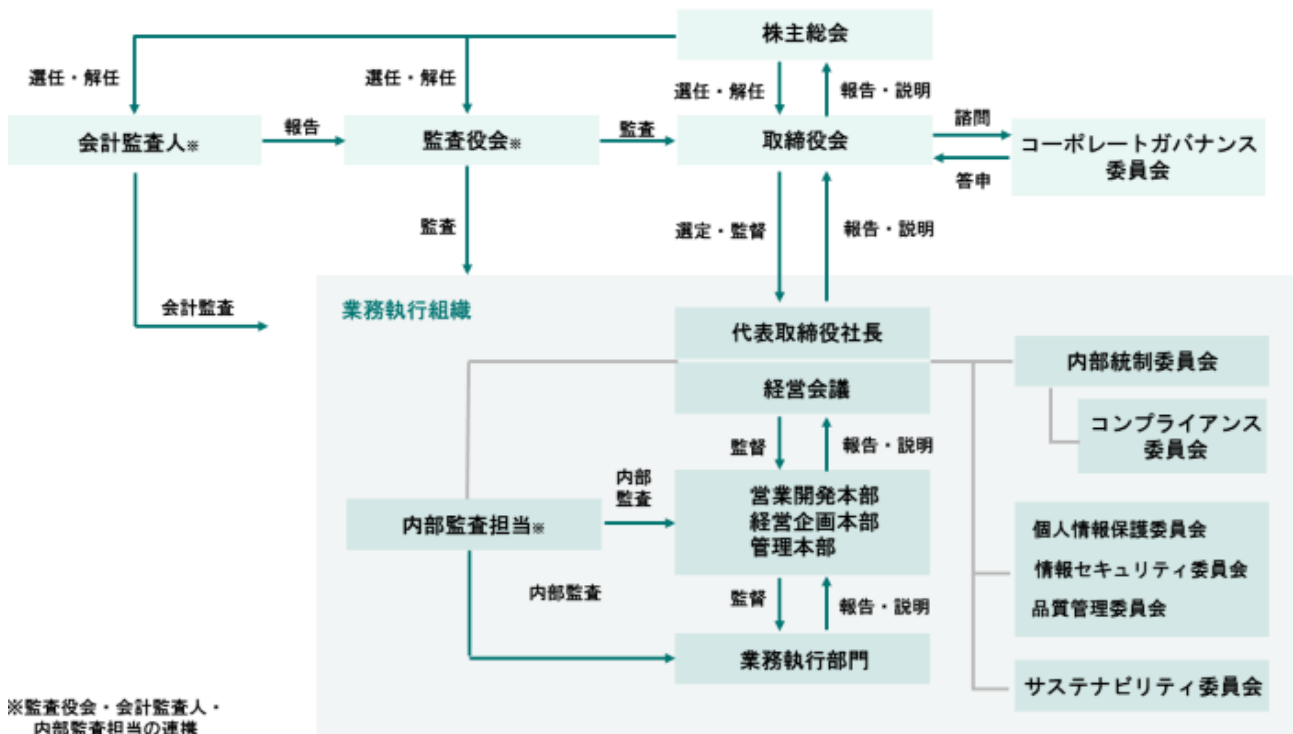 株主総会
選任・解任
選任・解任
選任・解任
報告・説明
会計監査人※
報告
監査役会※
監査
取締役会
諮問
答申
コーポレートガバナンス
委員会
監査
選定・監督
報告・説明
会計監査
業務執行組織
代表取締役社長
経営会議
内部統制委員会
コンプライアンス
委員会
監督
報告・説明
内部監査担当※
内部
監査
営業開発本部
経営企画本部
管理本部
個人情報保護委員会
情報セキュリティ委員会
品質管理委員会
内部監査
監督
報告・説明
業務執行部門
サステナビリティ委員会
※監査役会・会計監査人・
内部監査担当の連携